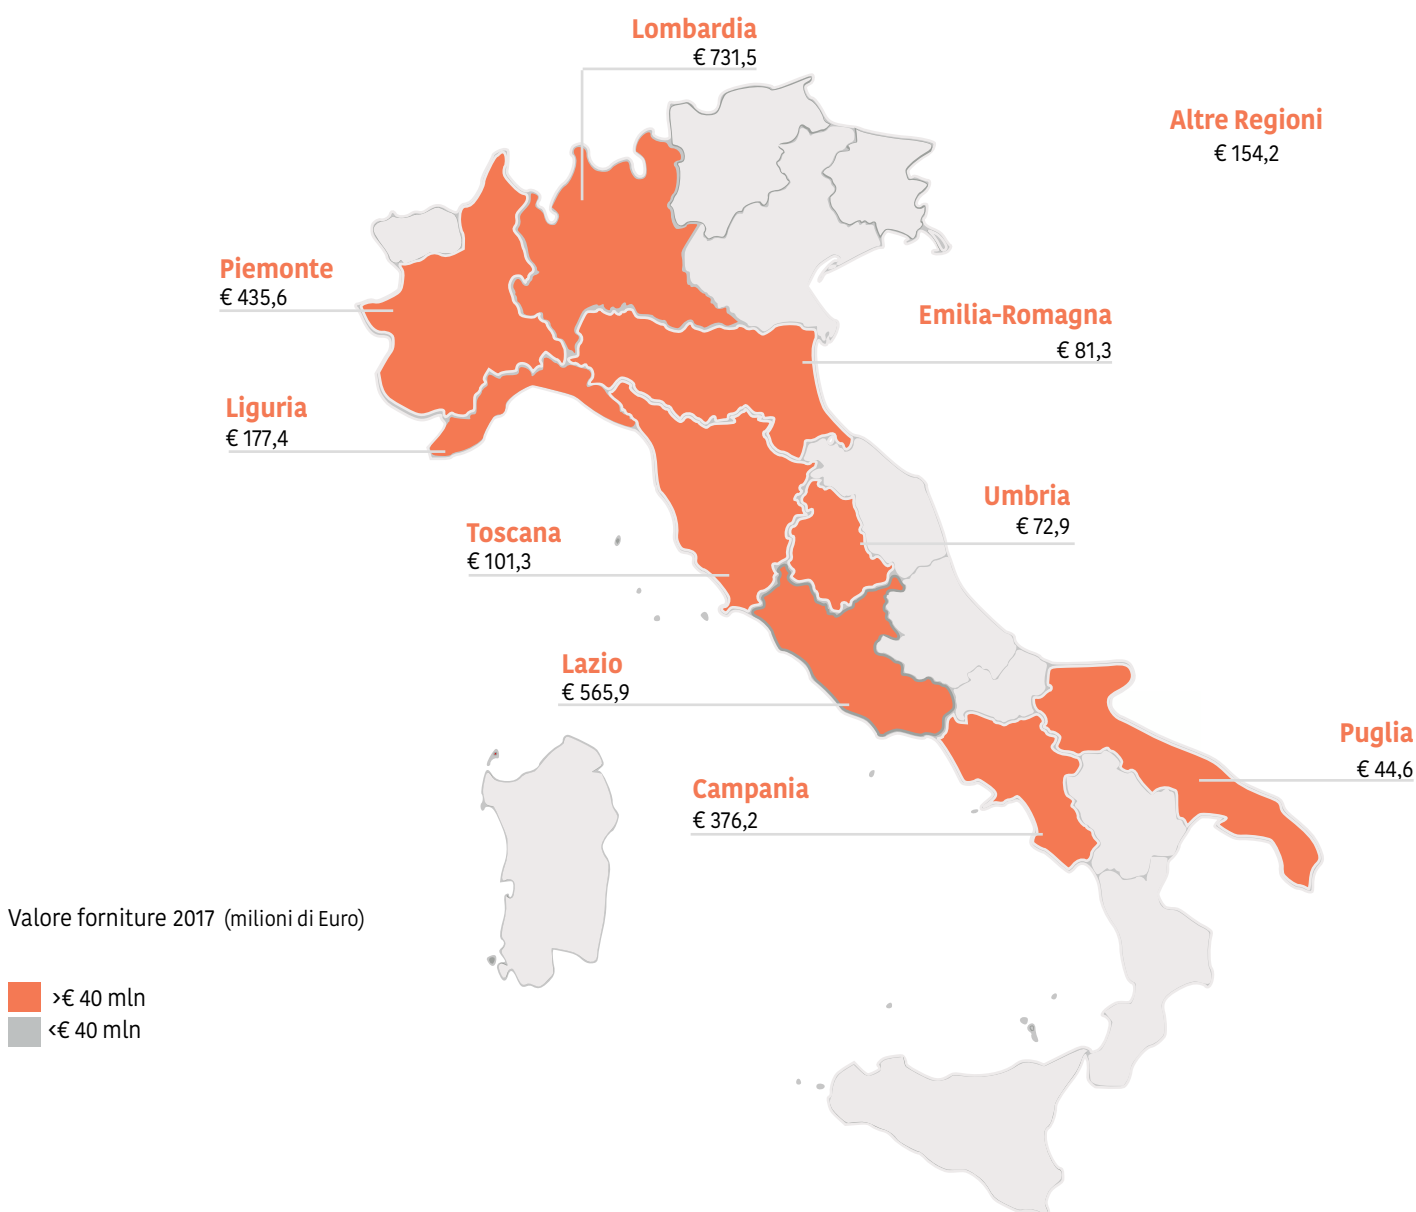 Lombardia
€ 731,5
Altre Regioni
€ 154,2
Piemonte
€ 435,6
Emilia-Romagna
€ 81,3
Liguria
€ 177,4
Umbria
€ 72,9
Toscana
€ 101,3
Lazio
€ 565,9
Puglia
€ 44,6
Campania
€ 376,2
Valore forniture 2017 (milioni di Euro)
>€ 40 mln
<€ 40 mln